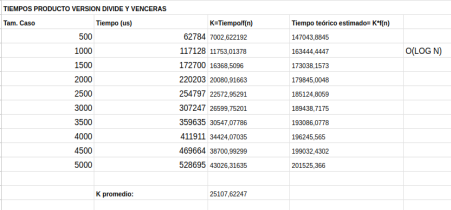 TIEMPOS PRODUCTO VERSION DIVIDE Y VENCERAS
Tam. Caso Tiempo (us) K=Tiempo/f(n) Tiempo teórico estimado= K*f(n)
500 62784 7002,622192 147043,8845
1000 117128 11753,01378 163444,4447 O(LOG N)
1500 172700 16368,5096 173038,1573
2000 220203 20080,91663 179845,0048
2500 254797 22572,95291 185124,8059
3000 307247 26599,75201 189438,7175
3500 359635 30547,07786 193086,0778
4000 411911 34424,07035 196245,565
4500 469664 38700,99299 199032,4302
5000 528695 43026,31635 201525,366
K promedio: 25107,62247